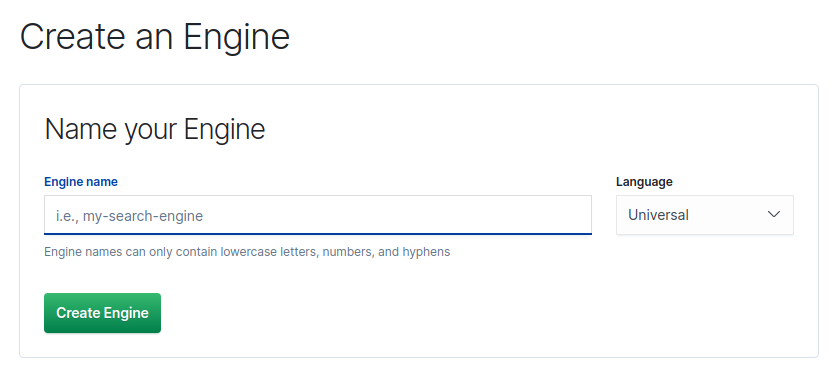 Create an Engine
Name your Engine
Engine name
Language
i.e., my-search-engine
Universal
Engine names can only contain lowercase letters, numbers, and hyphens
Create Engine